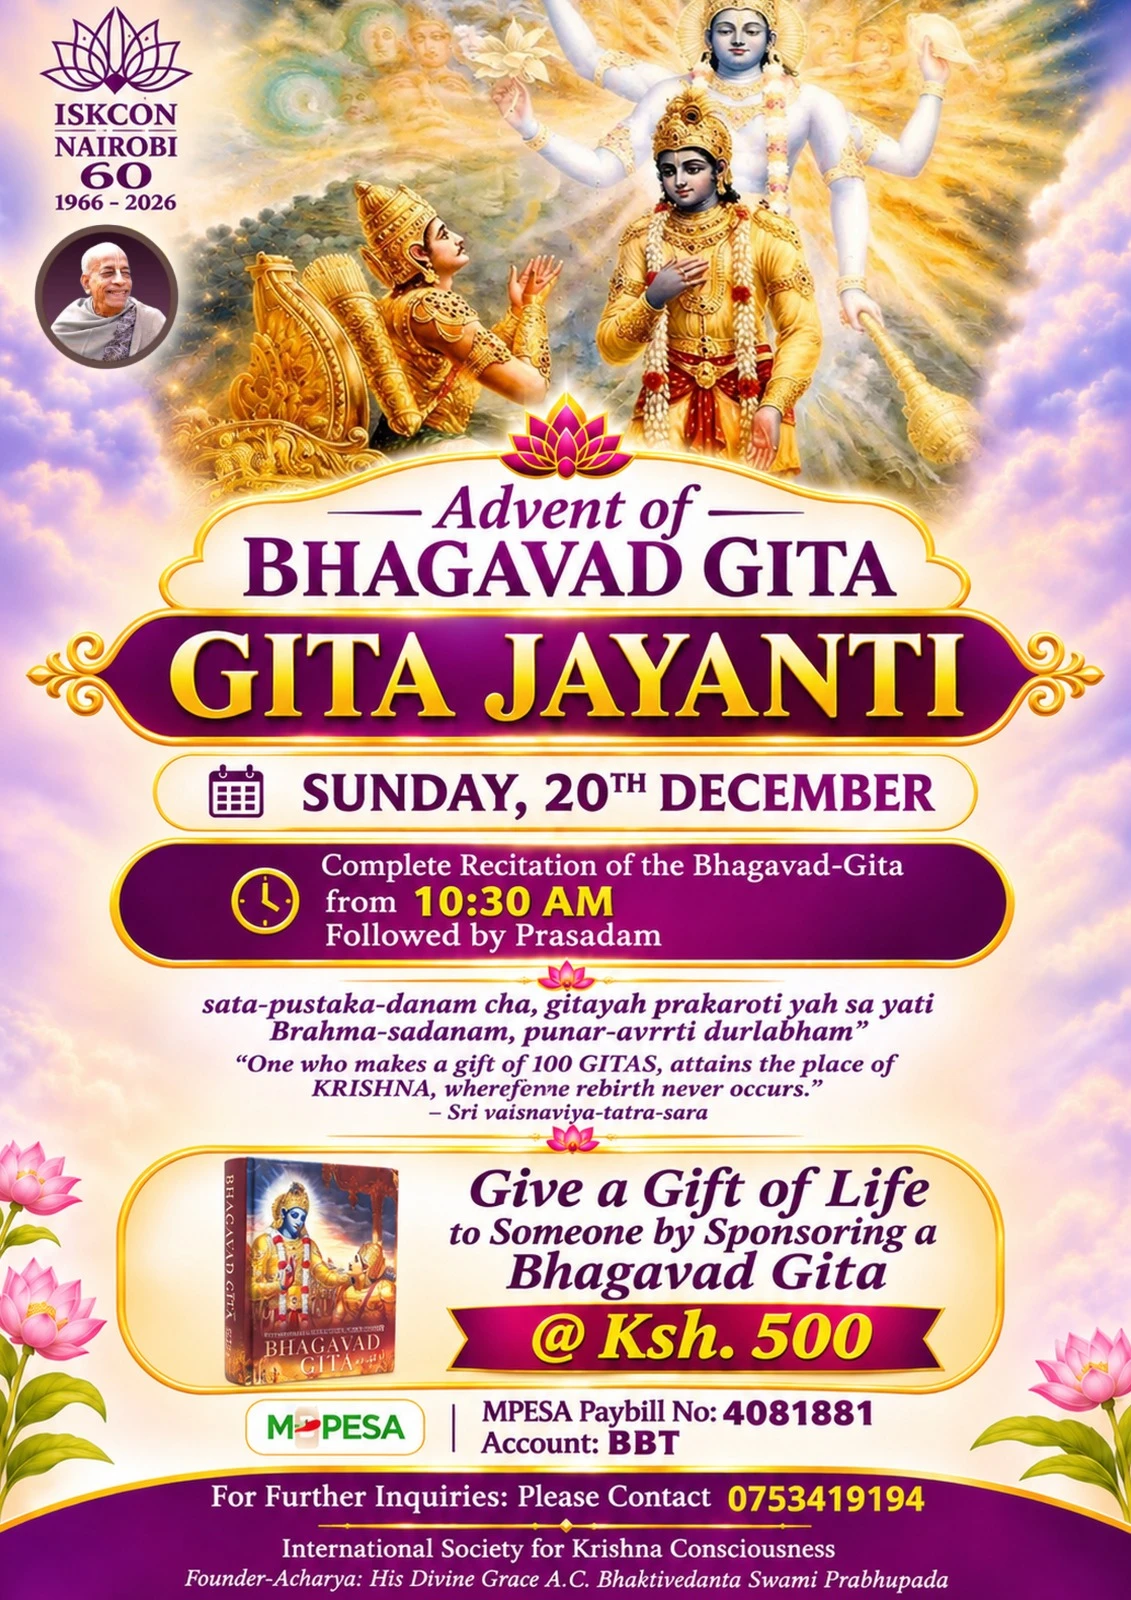 ISKCON
NAIROBI
60
1966 - 2026
Advent of
BHAGAVAD GITA
GITA JAYANTI
SUNDAY, 20TH DECEMBER
Complete Recitation of the Bhagavad-Gita
from 10:30 AM
Followed by Prasadam
sata-pustaka-danam cha, gitayah prakaroti yah sa yati
Brahma-sadanam, punar-avrrti durlabham”
“One who makes a gift of 100 GITAS, attains the place of
KRISHNA, rebirth never occurs.”
– Sri vaisnaviya-tatra-sara
BHAGAVAD GITA
BHAGAVAD
GITA
Give a Gift of Life
to Someone by Sponsoring a
Bhagavad Gita
@ Ksh. 500
M-PESA
MPESA Paybill No: 4081881
Account: BBT
For Further Inquiries: Please Contact 0753419194
International Society for Krishna Consciousness
Founder-Acharya: His Divine Grace A.C. Bhaktivedanta Swami Prabhupada